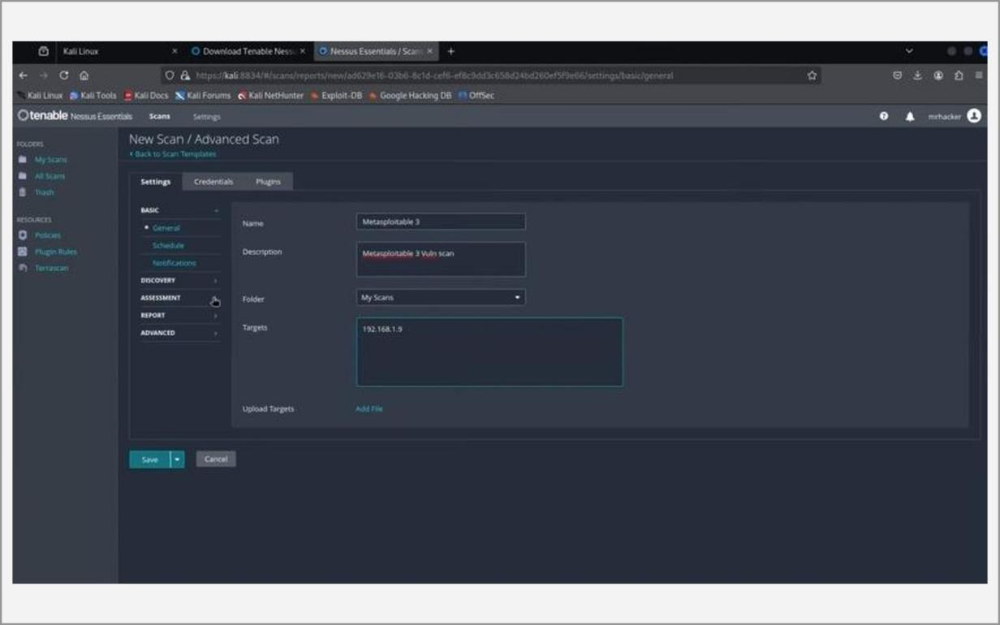 Kali Linux
Download Tenable Nessu
Nessus Essentials / Scans
https://kali:8834/#/scans/reports/new/ad629e16-03b6-8c1d-cef6-ef8c9dd3c658d24bd260ef5f9e66/settings/basic/general
Kali Linux Kali Tools Kali Docs Kali Forums Kali NetHunter Exploit-DB Google Hacking DB OffSec
tenable Nessus Essentials Scans Settings mrhacker
FOLDERS
My Scans
All Scans
Trash
RESOURCES
Policies
Plugin Rules
Terrascan
New Scan / Advanced Scan
Back to Scan Templates
Settings Credentials Plugins
BASIC
General
Schedule
Notifications
DISCOVERY
ASSESSMENT
REPORT
ADVANCED
Name Metasploitable 3
Description Metasploitable 3 Vuln scan
Folder My Scans
Targets 192.168.1.9
Upload Targets Add File
Save Cancel